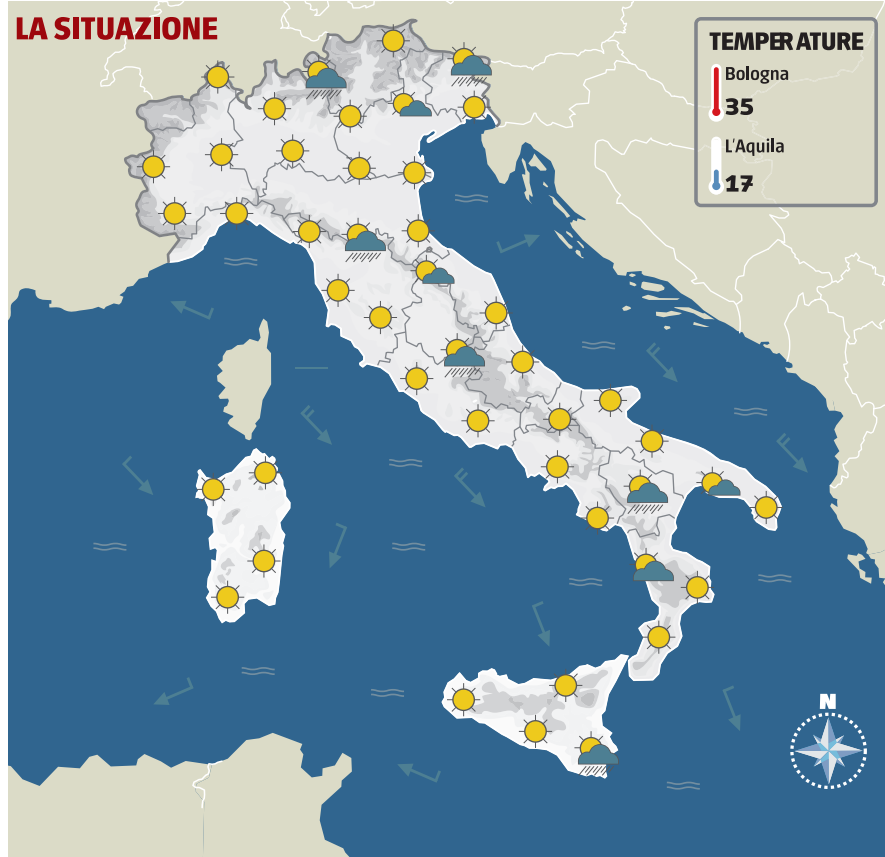 LA SITUAZIONE
TEMPERATURE
Bologna
35
L'Aquila
17
N